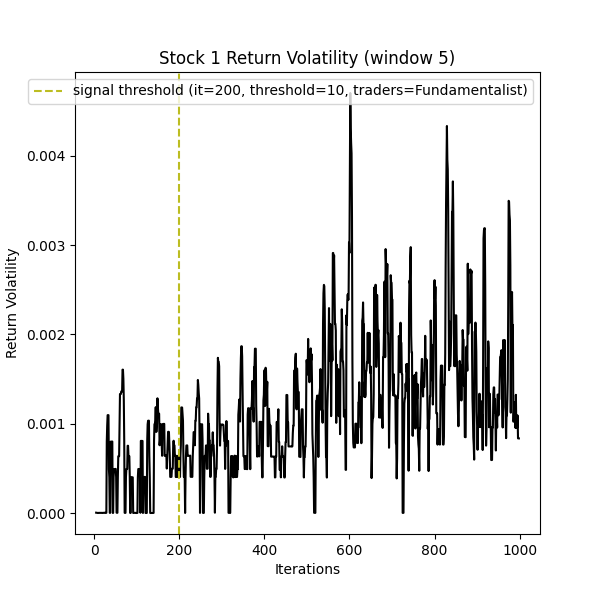 Stock 1 Return Volatility (window 5)
signal threshold (it=200, threshold=10, traders=Fundamentalist)
0.004
0.003
0.002
0.001
0.000
Return Volatility
0
200
400
600
800
1000
Iterations